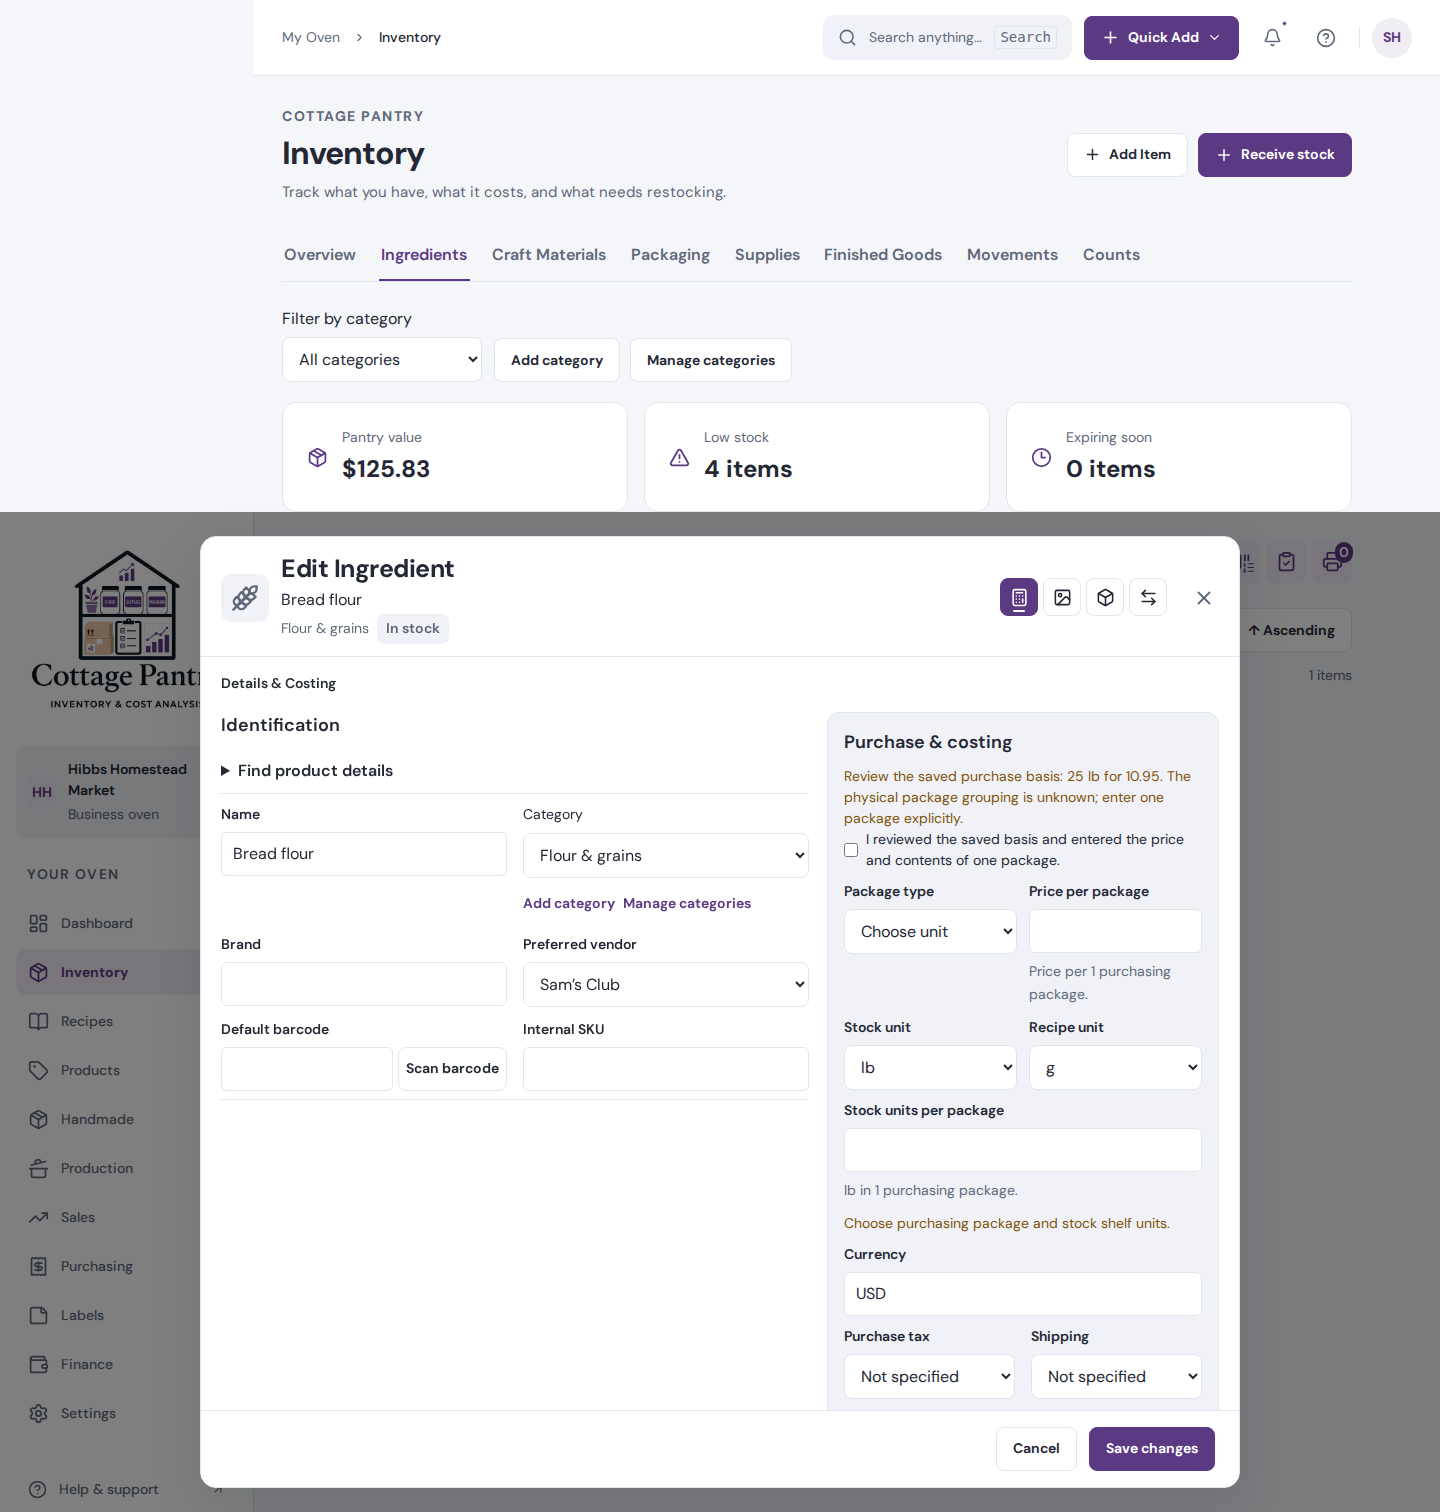 My Oven > Inventory
Search anything... Search
Quick Add
SH
COTTAGE PANTRY
Inventory
Track what you have, what it costs, and what needs restocking.
Add Item
Receive stock
Overview Ingredients Craft Materials Packaging Supplies Finished Goods Movements Counts
Filter by category
All categories
Add category
Manage categories
Pantry value
$125.83
Low stock
4 items
Expiring soon
0 items
Cottage Pantr
INVENTORY & COST ANALYSIS
HH
Hibbs Homestead
Market
Business oven
YOUR OVEN
Dashboard
Inventory
Recipes
Products
Handmade
Production
Sales
Purchasing
Labels
Finance
Settings
Help & support
0
Ascending
1 items
Edit Ingredient
Bread flour
Flour & grains In stock
Details & Costing
Identification
Find product details
Name
Bread flour
Category
Flour & grains
Add category Manage categories
Brand
Preferred vendor
Sam's Club
Default barcode
Scan barcode
Internal SKU
Purchase & costing
Review the saved purchase basis: 25 lb for 10.95. The
physical package grouping is unknown; enter one
package explicitly.
I reviewed the saved basis and entered the price
and contents of one package.
Package type
Choose unit
Price per package
Price per 1 purchasing
package.
Stock unit
lb
Recipe unit
g
Stock units per package
lb in 1 purchasing package.
Choose purchasing package and stock shelf units.
Currency
USD
Purchase tax
Not specified
Shipping
Not specified
Cancel
Save changes